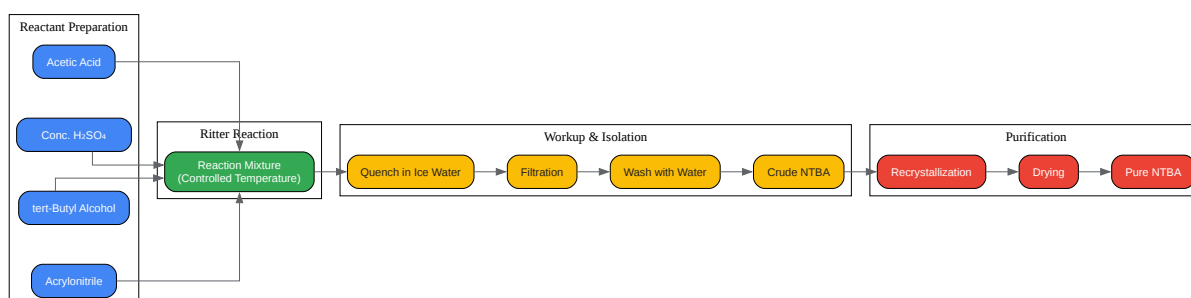 Reactant Preparation
Acetic Acid
Conc. H₂SO₄
tert-Butyl Alcohol
Acrylonitrile
Ritter Reaction
Reaction Mixture
(Controlled Temperature)
Workup & Isolation
Quench in Ice Water
Filtration
Wash with Water
Crude NTBA
Purification
Recrystallization
Drying
Pure NTBA